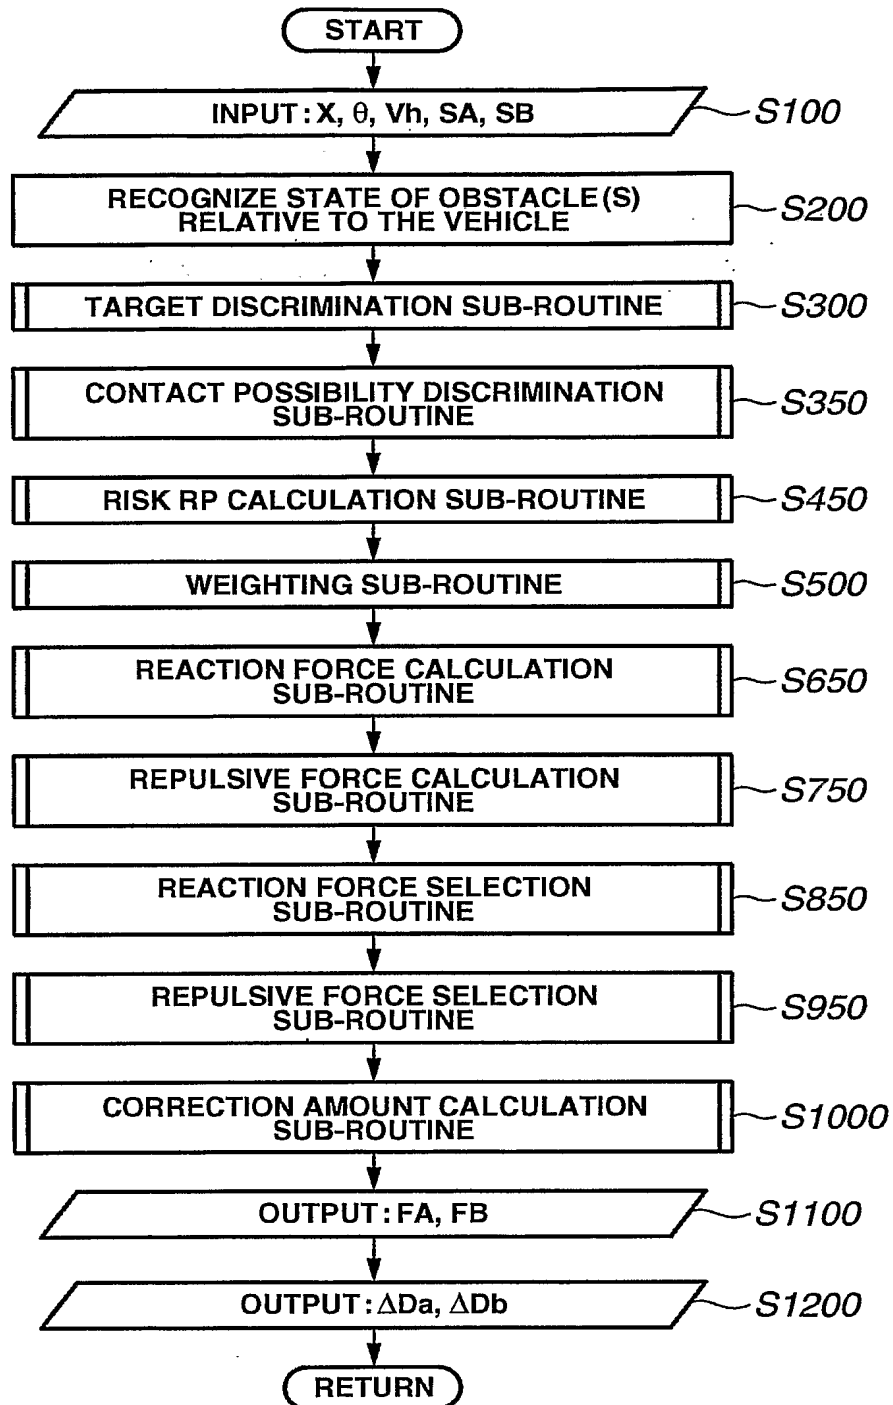 START
INPUT: X, θ, Vh, SA, SB
S100
RECOGNIZE STATE OF OBSTACLE(S)
RELATIVE TO THE VEHICLE
S200
TARGET DISCRIMINATION SUB-ROUTINE
S300
CONTACT POSSIBILITY DISCRIMINATION
SUB-ROUTINE
S350
RISK RP CALCULATION SUB-ROUTINE
S450
WEIGHTING SUB-ROUTINE
S500
REACTION FORCE CALCULATION
SUB-ROUTINE
S650
REPULSIVE FORCE CALCULATION
SUB-ROUTINE
S750
REACTION FORCE SELECTION
SUB-ROUTINE
S850
REPULSIVE FORCE SELECTION
SUB-ROUTINE
S950
CORRECTION AMOUNT CALCULATION
SUB-ROUTINE
S1000
OUTPUT: FA, FB
S1100
OUTPUT: ΔDa, ΔDb
S1200
RETURN